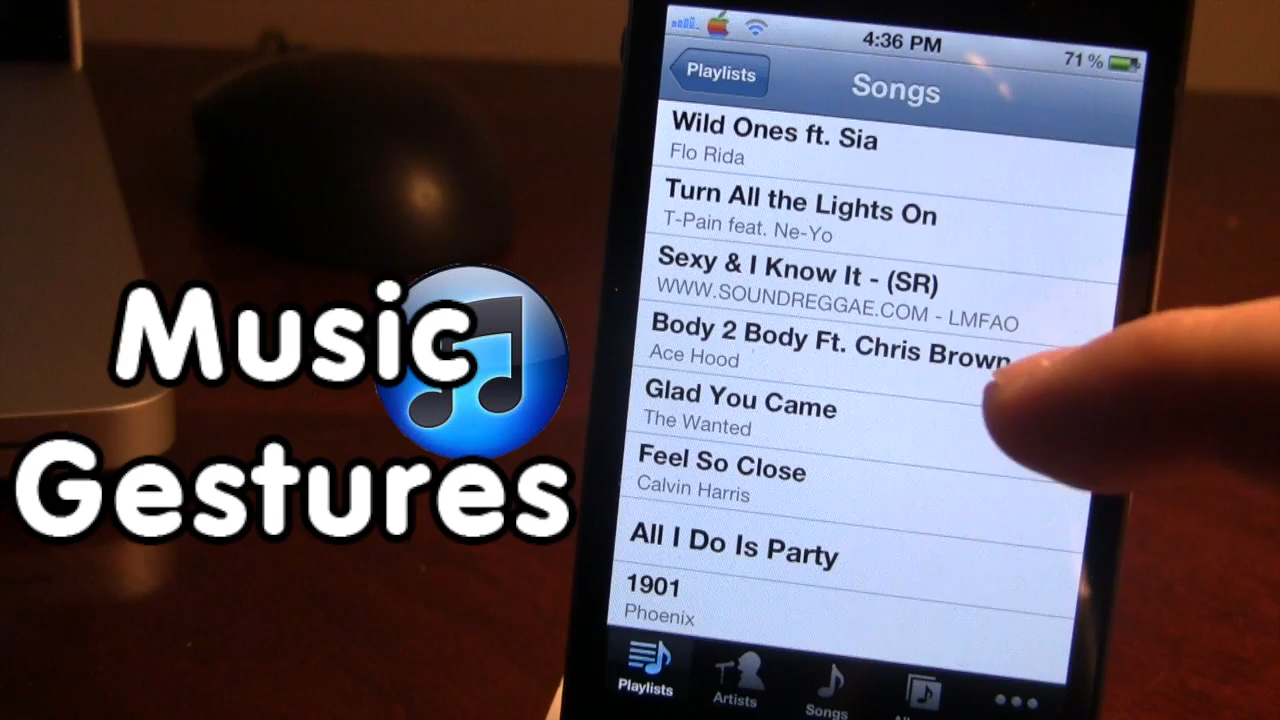 4:36 PM
71%
Playlists
Songs
Wild Ones ft. Sia
Flo Rida
Turn All the Lights On
T-Pain feat. Ne-Yo
Sexy & I Know It - (SR)
WWW.SOUNDREGGAE.COM - LMFAO
Body 2 Body Ft. Chris Brown
Ace Hood
Glad You Came
The Wanted
Feel So Close
Calvin Harris
All I Do Is Party
1901
Phoenix
Playlists
Artists
Songs
Music
Gestures